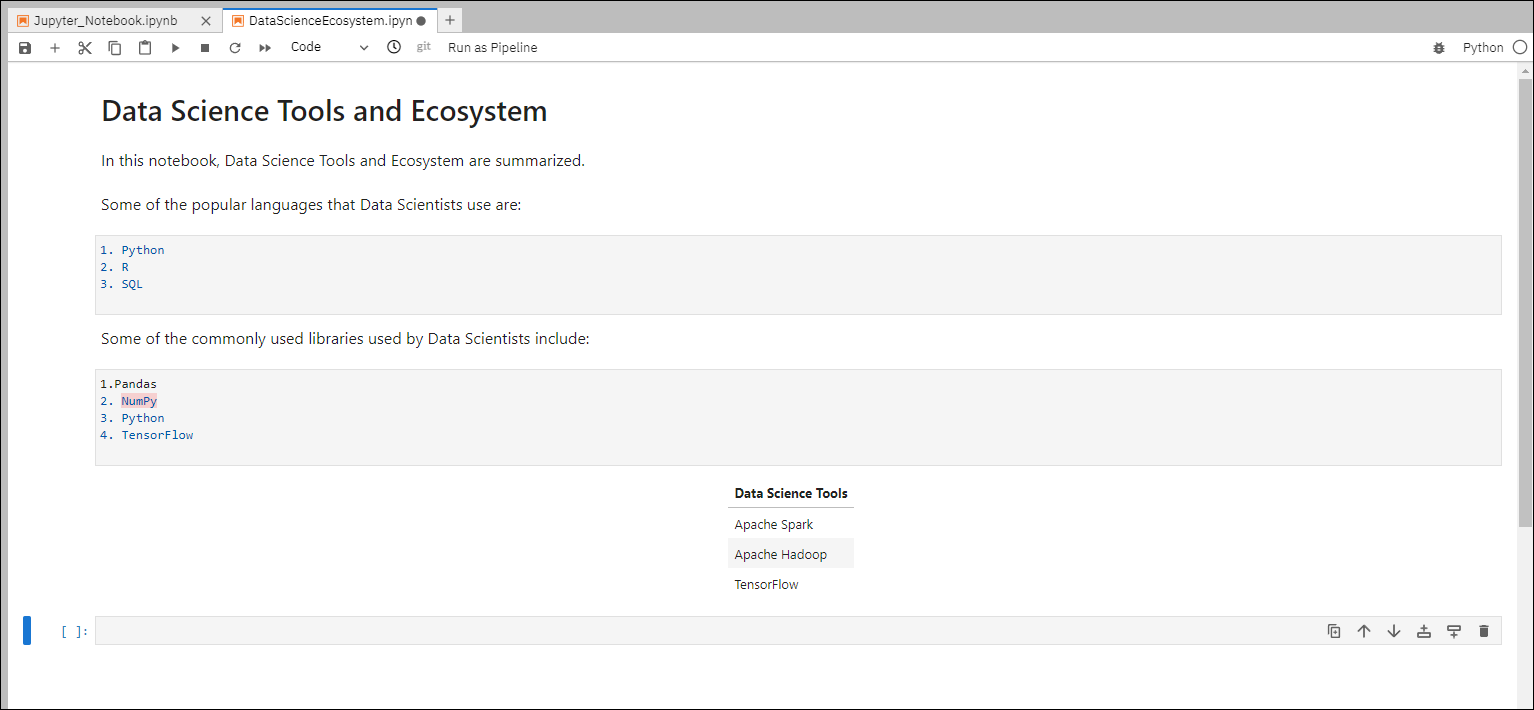 Jupyter_Notebook.ipynb
DataScienceEcosystem.ipyn
Code
git
Run as Pipeline
Python
Data Science Tools and Ecosystem
In this notebook, Data Science Tools and Ecosystem are summarized.
Some of the popular languages that Data Scientists use are:
1. Python
2. R
3. SQL
Some of the commonly used libraries used by Data Scientists include:
1.Pandas
2. NumPy
3. Python
4. TensorFlow
Data Science Tools
Apache Spark
Apache Hadoop
TensorFlow
[ ]: